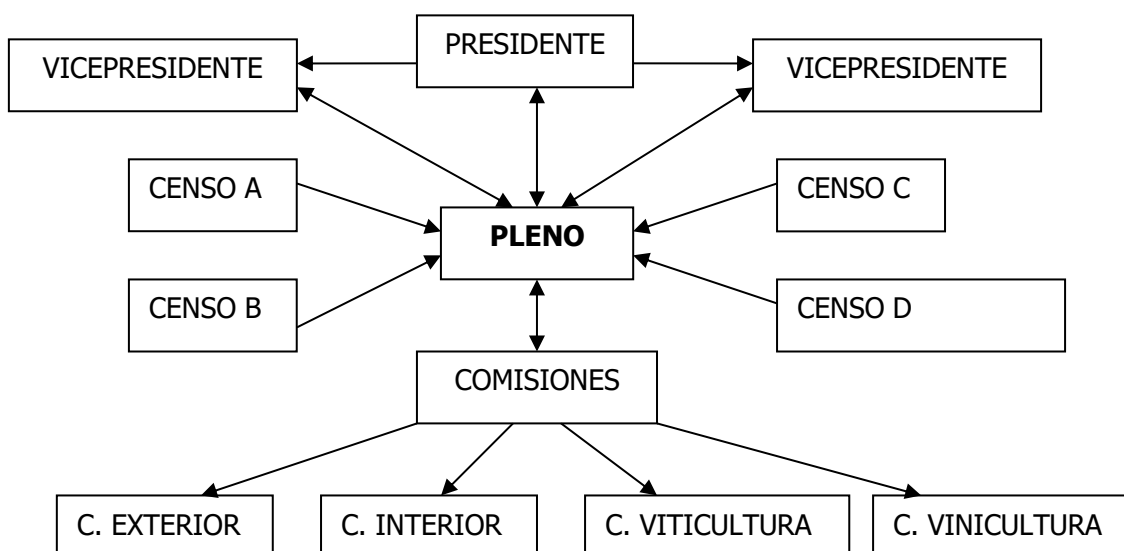 PRESIDENTE
VICEPRESIDENTE
VICEPRESIDENTE
CENSO A
CENSO C
PLENO
CENSO B
CENSO D
COMISIONES
C. EXTERIOR
C. INTERIOR
C. VITICULTURA
C. VINICULTURA